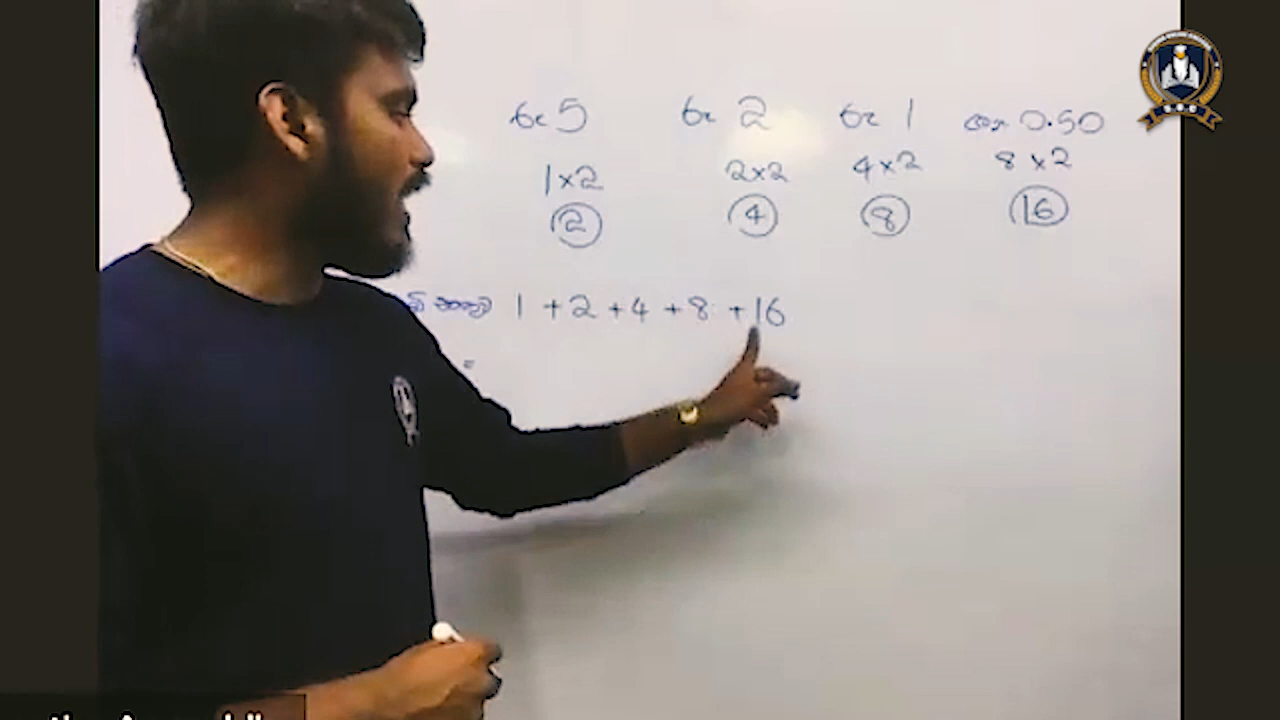 රු 5 රු 2 රු 1 ශත 0.50
1×2 2×2 4×2 8×2
2 4 8 16
1 + 2 + 4 + 8 + 16
=